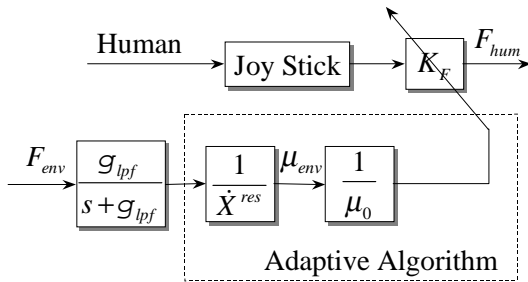 Human
Joy Stick
K_F
F_hum
F_env
g_lpf
s + g_lpf
1
Ẋ^res
μ_env
1
μ_0
Adaptive Algorithm